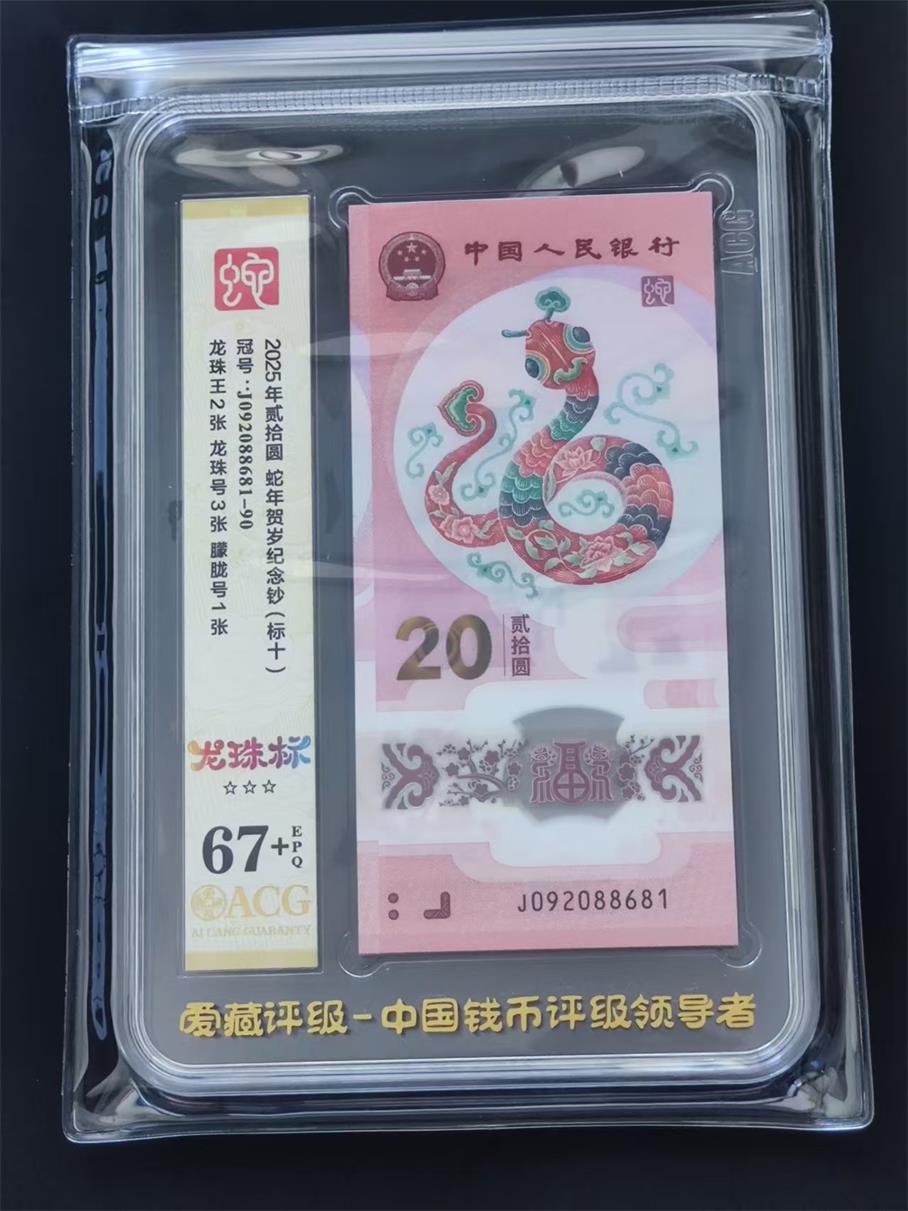 蛇
2025年贰拾圆 蛇年贺岁纪念钞(标十)
冠号:J092088681-90
龙珠王2张 龙珠号3张 朦胧号1张
龙珠标
☆☆☆
67+EPQ
ACG
AI CANG GUARANTY
中国人民银行
蛇
20
贰拾圆
福
J092088681
ACG
爱藏评级-中国钱币评级领导者